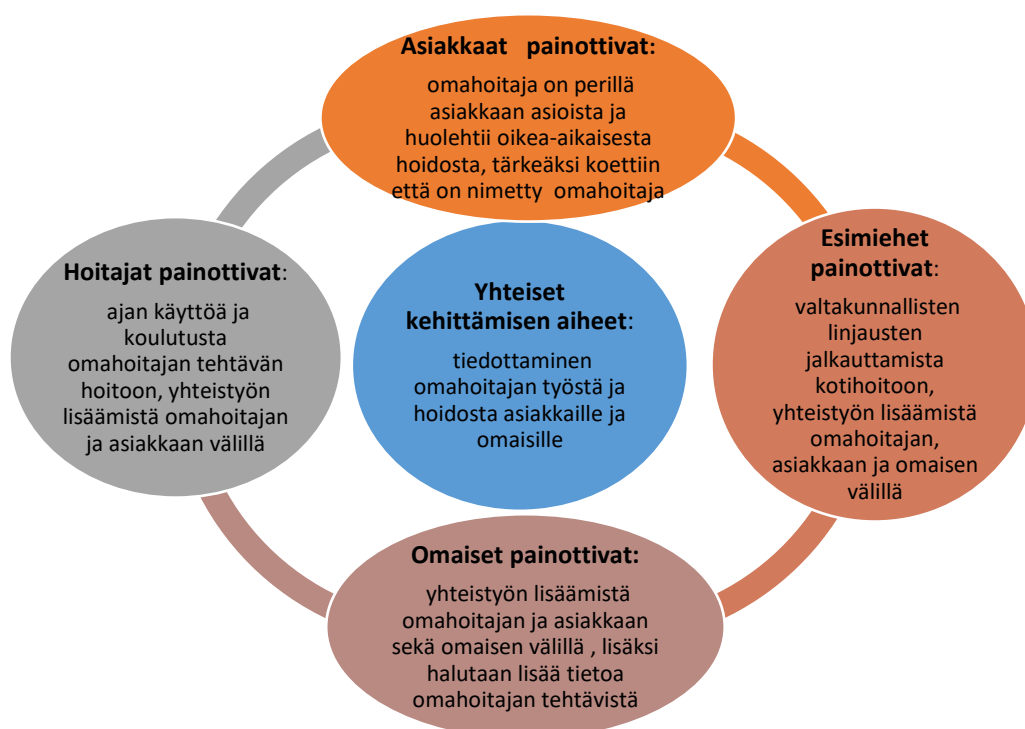 Asiakkaat painottivat:
omahoitaja on perillä
asiakkaan asioista ja
huolehtii oikea-aikaisesta
hoidosta, tärkeäksi koettiin
että on nimetty omahoitaja
Esimiehet
painottivat:
valtakunnallisten
linjausten
jalkauttamista
kotihoitoon,
yhteistyön lisäämistä
omahoitajan,
asiakkaan ja omaisen
välillä
Omaiset painottivat:
yhteistyön lisäämistä
omahoitajan ja asiakkaan
sekä omaisen välillä , lisäksi
halutaan lisää tietoa
omahoitajan tehtävistä
Hoitajat painottivat:
ajan käyttöä ja
koulutusta
omahoitajan tehtävän
hoitoon, yhteistyön
lisäämistä omahoitajan
ja asiakkaan välillä
Yhteiset
kehittämisen aiheet:
tiedottaminen
omahoitajan työstä ja
hoidosta asiakkaille ja
omaisille